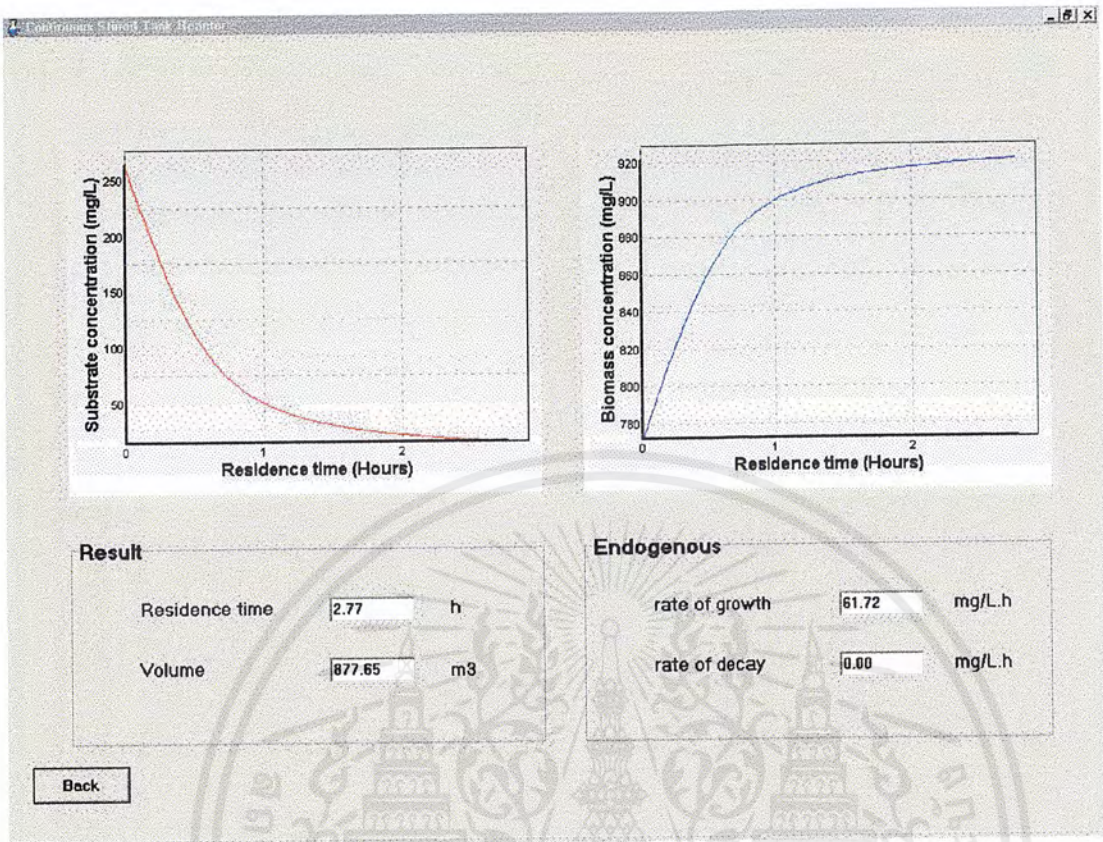 Continuous Stirred Tank Reactor
Substrate concentration (mg/L)
250
200
150
100
50
0 1 2
Residence time (Hours)
Biomass concentration (mg/L)
920
900
880
860
840
820
800
780
0 1 2
Residence time (Hours)
Result
Residence time 2.77 h
Volume 877.65 m3
Endogenous
rate of growth 61.72 mg/L.h
rate of decay 0.00 mg/L.h
Back